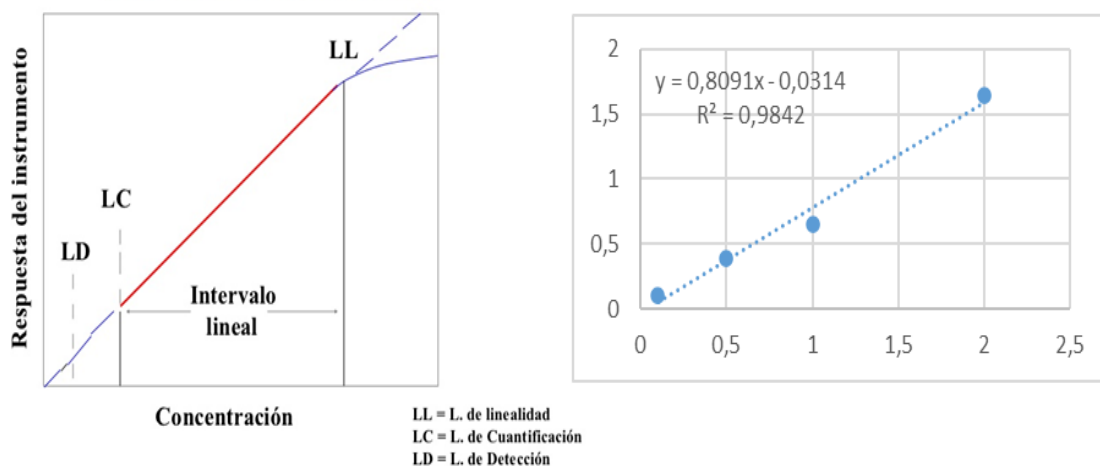 Respuesta del instrumento
LL
LC
LD
Intervalo
lineal
Concentración
LL = L. de linealidad
LC = L. de Cuantificación
LD = L. de Detección
y = 0,8091x - 0,0314
R² = 0,9842
2
1,5
1
0,5
0
0 0,5 1 1,5 2 2,5